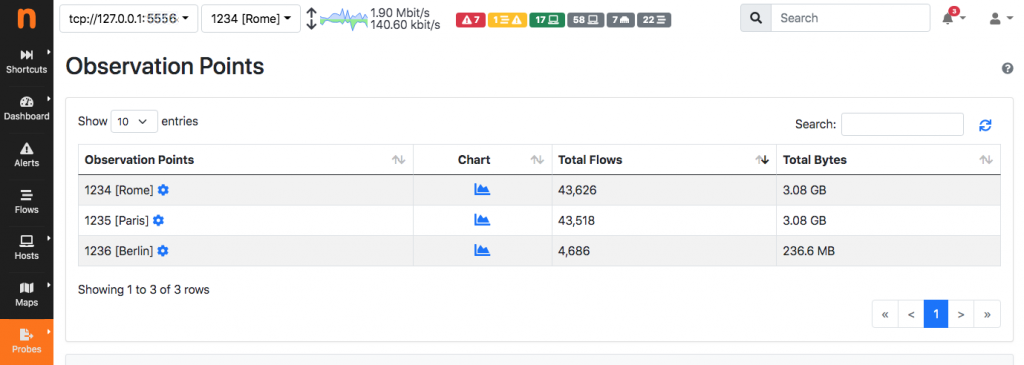 n
tcp://127.0.0.1:5556
1234 [Rome]
1.90 Mbit/s
140.60 kbit/s
7
1
17
58
7
22
Search
3
Shortcuts
Dashboard
Alerts
Flows
Hosts
Maps
Probes
Observation Points
Show 10 entries
Search:
Observation Points Chart Total Flows Total Bytes
1234 [Rome] 43,626 3.08 GB
1235 [Paris] 43,518 3.08 GB
1236 [Berlin] 4,686 236.6 MB
Showing 1 to 3 of 3 rows
« < 1 > »